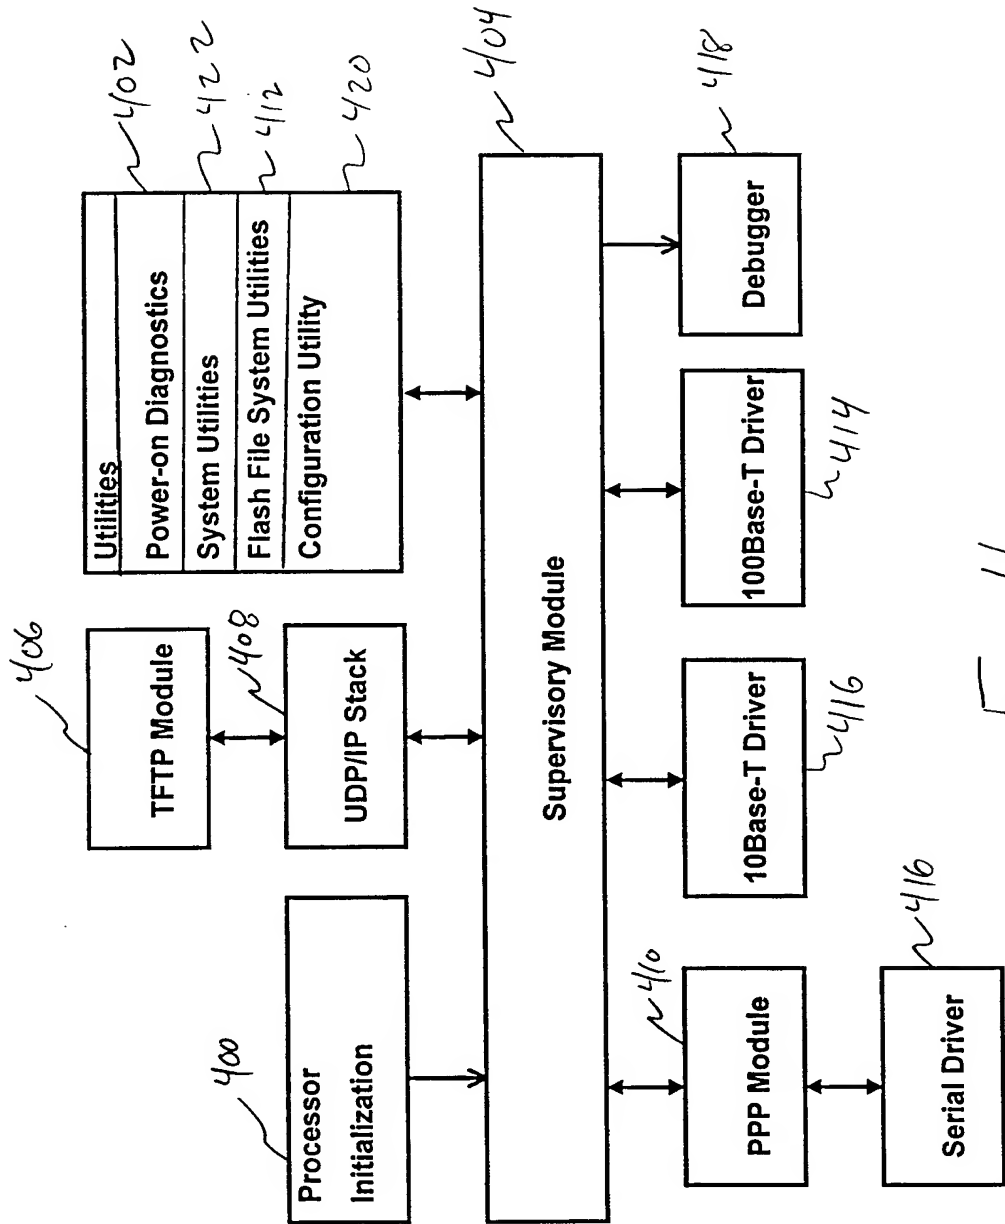 400
Processor
Initialization
406
TFTP Module
408
UDP/IP Stack
Utilities
Power-on Diagnostics
System Utilities
Flash File System Utilities
Configuration Utility
402
422
412
420
Supervisory Module
404
410
PPP Module
10Base-T Driver
416
100Base-T Driver
414
Debugger
418
Serial Driver
416